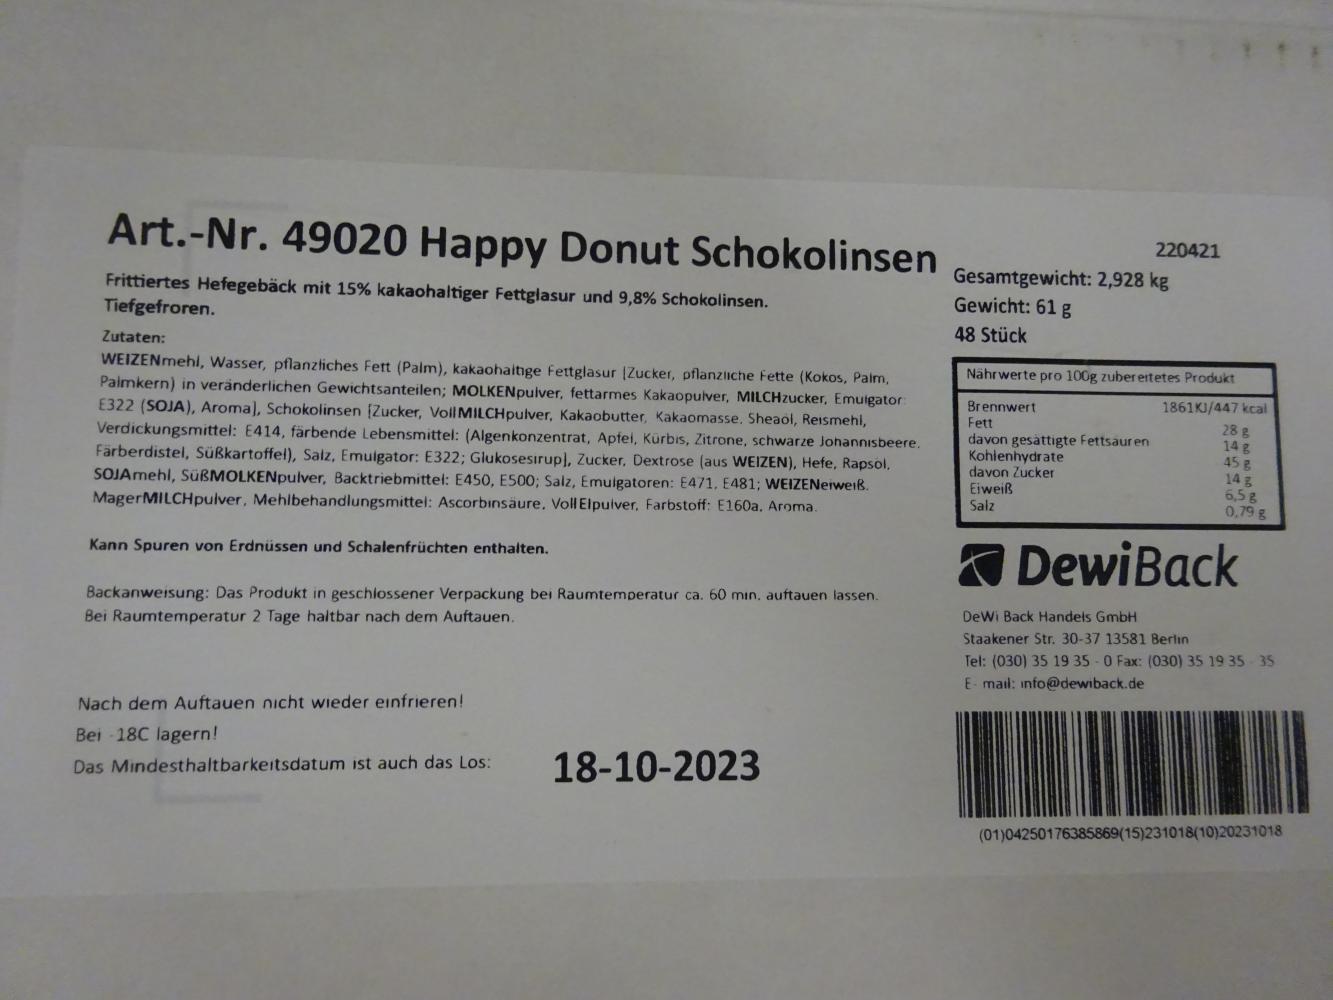 Art.-Nr. 49020 Happy Donut Schokolinsen
Frittiertes Hefegebäck mit 15% kakaohaltiger Fettglasur und 9,8% Schokolinsen.
Tiefgefroren.
Zutaten:
WEIZENmehl, Wasser, pflanzliches Fett (Palm), kakaohaltige Fettglasur [Zucker, pflanzliche Fette (Kokos, Palm,
Palmkern) in veränderlichen Gewichtsanteilen; MOLKENpulver, fettarmes Kakaopulver, MILCHzucker, Emulgator:
E322 (SOJA), Aroma], Schokolinsen [Zucker, VollMILCHpulver, Kakaobutter, Kakaomasse, Sheaöl, Reismehl,
Verdickungsmittel: E414, färbende Lebensmittel: (Algenkonzentrat, Apfel, Kürbis, Zitrone, schwarze Johannisbeere,
Färberdistel, Süßkartoffel), Salz, Emulgator: E322; Glukosesirup], Zucker, Dextrose (aus WEIZEN), Hefe, Rapsöl,
SOJAmehl, SüßMOLKENpulver, Backtriebmittel: E450, E500; Salz, Emulgatoren: E471, E481; WEIZENeiweiß,
MagerMILCHpulver, Mehlbehandlungsmittel: Ascorbinsäure, VollEIpulver, Farbstoff: E160a, Aroma.
Kann Spuren von Erdnüssen und Schalenfrüchten enthalten.
Backanweisung: Das Produkt in geschlossener Verpackung bei Raumtemperatur ca. 60 min. auftauen lassen.
Bei Raumtemperatur 2 Tage haltbar nach dem Auftauen.
Nach dem Auftauen nicht wieder einfrieren!
Bei -18C lagern!
Das Mindesthaltbarkeitsdatum ist auch das Los: 18-10-2023
220421
Gesamtgewicht: 2,928 kg
Gewicht: 61 g
48 Stück
Nährwerte pro 100g zubereitetes Produkt
Brennwert 1861KJ/447 kcal
Fett 28 g
davon gesättigte Fettsäuren 14 g
Kohlenhydrate 45 g
davon Zucker 14 g
Eiweiß 6,5 g
Salz 0,79 g
DewiBack
DeWi Back Handels GmbH
Staakener Str. 30-37 13581 Berlin
Tel: (030) 35 19 35 - 0 Fax: (030) 35 19 35 - 35
E- mail: info@dewiback.de
(01)04250176385869(15)231018(10)20231018